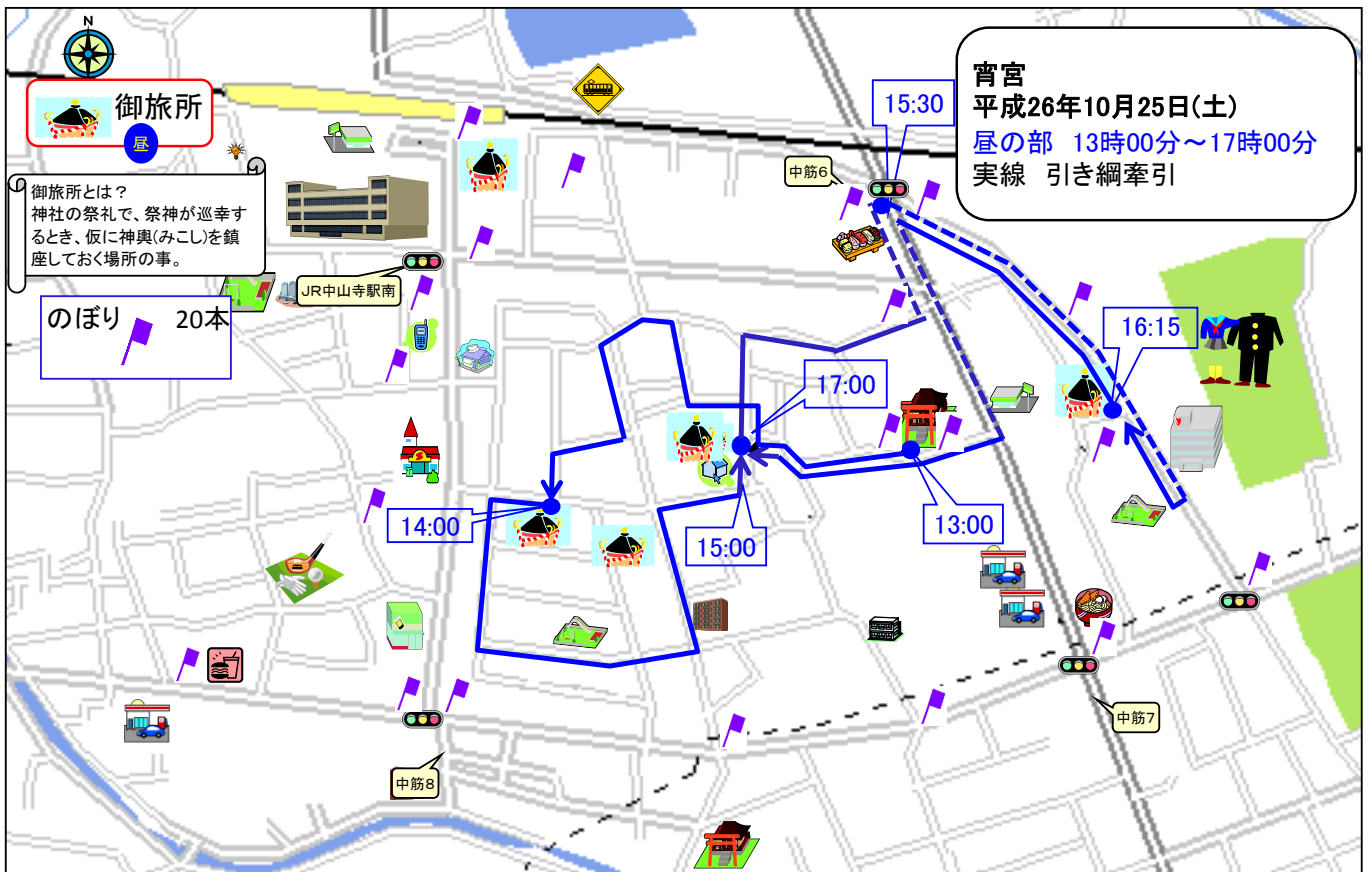 N
御旅所
昼
御旅所とは？
神社の祭礼で、祭神が巡幸す
るとき、仮に神輿(みこし)を鎮
座しておく場所の事。
のぼり 20本
宵宮
平成26年10月25日(土)
昼の部 13時00分～17時00分
実線 引き綱牽引
15:30
中筋6
JR中山寺駅南
16:15
17:00
14:00
15:00
13:00
中筋7
中筋8